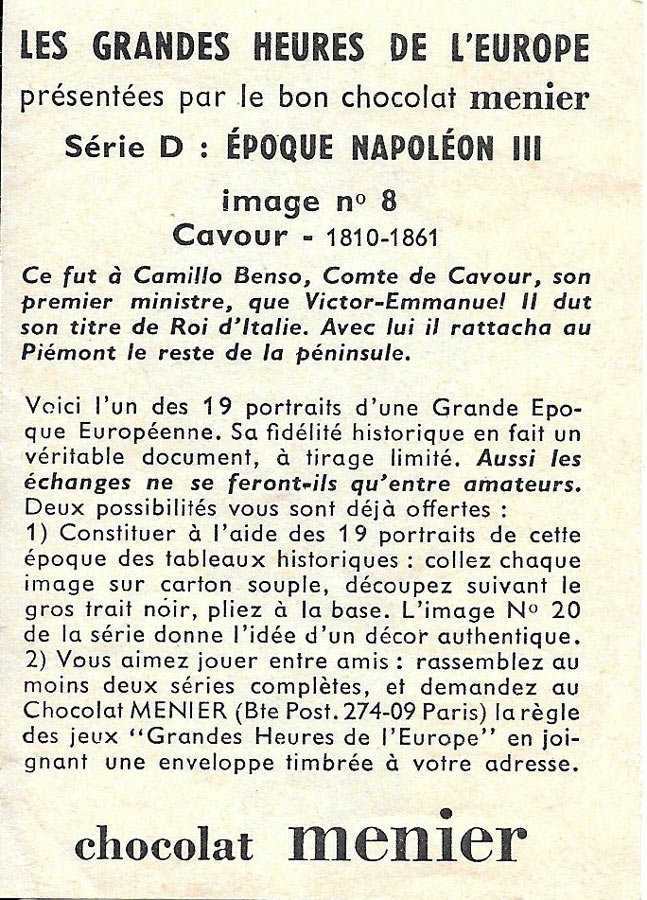 LES GRANDES HEURES DE L'EUROPE
présentées par le bon chocolat menier
Série D : ÉPOQUE NAPOLÉON III
image nº 8
Cavour - 1810-1861
Ce fut à Camillo Benso, Comte de Cavour, son
premier ministre, que Victor-Emmanuel II dut
son titre de Roi d'Italie. Avec lui il rattacha au
Piémont le reste de la péninsule.
Voici l'un des 19 portraits d'une Grande Epo-
que Européenne. Sa fidélité historique en fait un
véritable document, à tirage limité. Aussi les
échanges ne se feront-ils qu'entre amateurs.
Deux possibilités vous sont déjà offertes :
1) Constituer à l'aide des 19 portraits de cette
époque des tableaux historiques : collez chaque
image sur carton souple, découpez suivant le
gros trait noir, pliez à la base. L'image Nº 20
de la série donne l'idée d'un décor authentique.
2) Vous aimez jouer entre amis : rassemblez au
moins deux séries complètes, et demandez au
Chocolat MENIER (Bte Post. 274-09 Paris) la règle
des jeux "Grandes Heures de l'Europe" en joi-
gnant une enveloppe timbrée à votre adresse.
chocolat menier